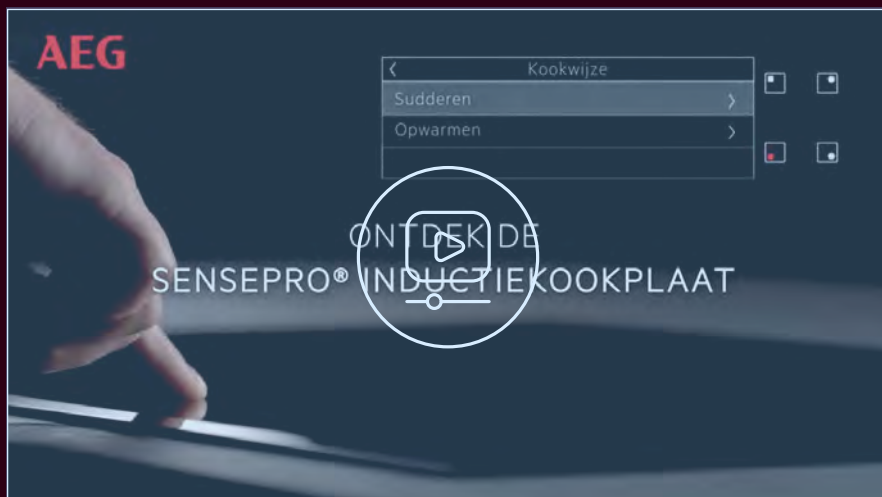 AEG
Kookwijze
Sudderen
Opwarmen
ONTDEK DE
SENSEPRO® INDUCTIEKOOKPLAAT